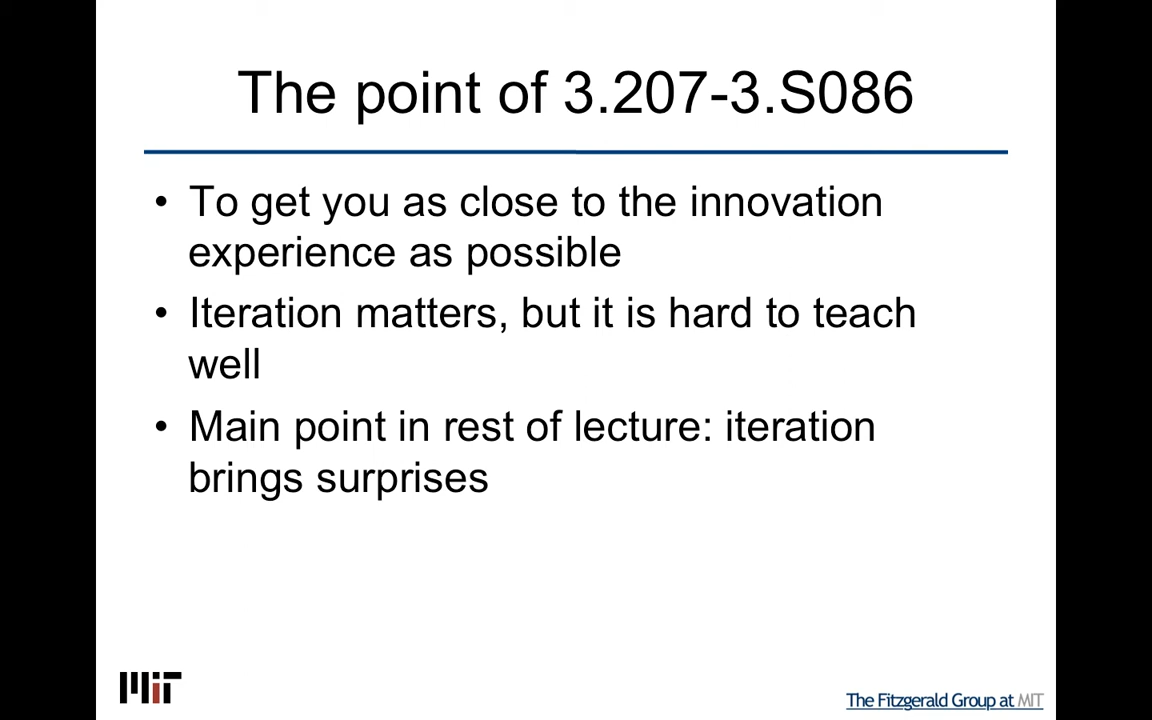 The point of 3.207-3.S086
• To get you as close to the innovation
experience as possible
• Iteration matters, but it is hard to teach
well
• Main point in rest of lecture: iteration
brings surprises
MIT
The Fitzgerald Group at MIT